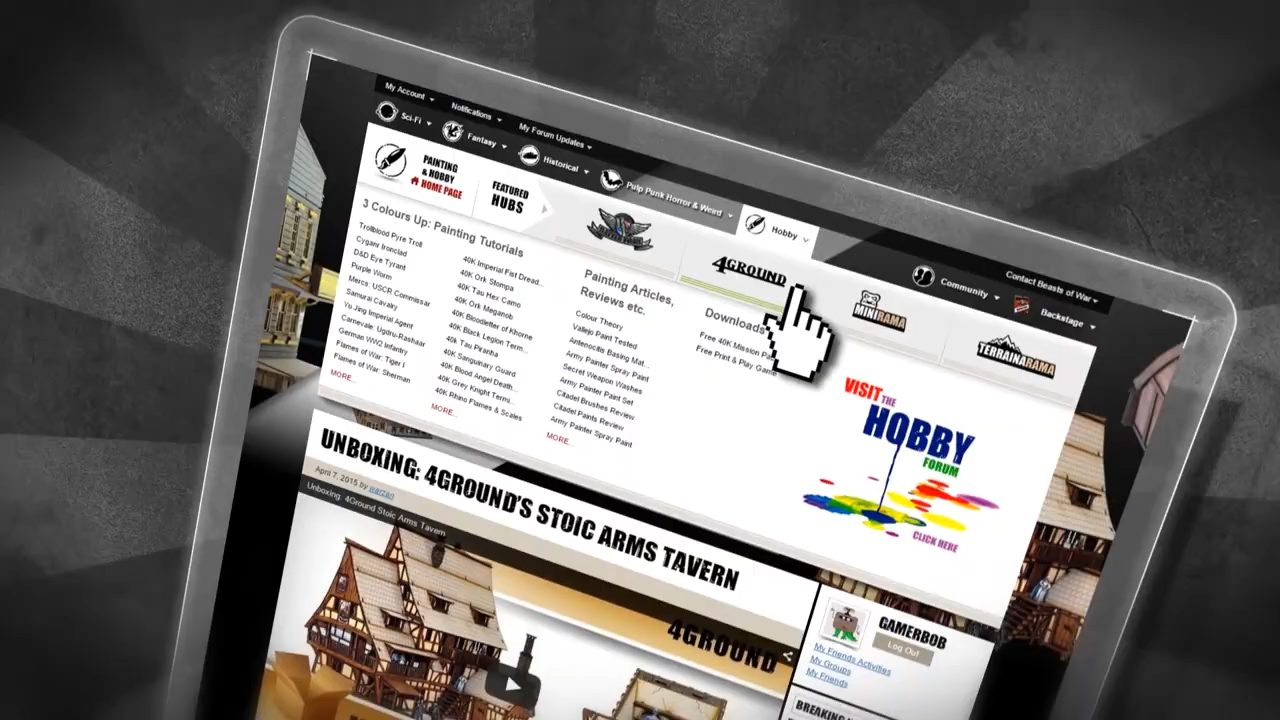 My Account
Notifications
My Forum Updates
Sci-Fi
Fantasy
Historical
Pulp Punk Horror & Weird
Hobby
Contact Beasts of War
Community
Backstage
PAINTING
& HOBBY
HOME PAGE
FEATURED
HUBS
4GROUND
MINIRAMA
TERRAINARAMA
3 Colours Up: Painting Tutorials
Trollblood Pyre Troll
Cyganr Ironclad
D&D Eye Tyrant
Purple Worm
Mercs: USCR Commissar
Samurai Cavalry
Yu Jing Imperial Agent
Carnevale: Ugdru-Rashaar
German WW2 Infantry
Flames of War: Tiger I
Flames of War: Sherman
MORE...
40K Imperial Fist Dread...
40K Ork Stompa
40K Tau Hex Camo
40K Ork Meganob
40K Bloodletter of Khorne
40K Black Legion Term...
40k Tau Piranha
40K Sanguinary Guard
40K Blood Angel Death...
40K Grey Knight Termi...
40K Rhino Flames & Scales
MORE...
Painting Articles,
Reviews etc.
Colour Theory
Vallejo Paint Tested
Antenocitis Basing Mat...
Army Painter Spray Paint
Secret Weapon Washes
Army Painter Paint Set
Citadel Brushes Review
Citadel Paints Review
Army Painter Spray Paint
MORE...
Downloads
Free 40K Mission
Free Print & Play Game
VISIT THE
HOBBY
FORUM
CLICK HERE
UNBOXING: 4GROUND'S STOIC ARMS TAVERN
April 7, 2015 by warzan
Unboxing: 4Ground Stoic Arms Tavern
4GROUND
GAMERBOB
Log Out
My Friends Activities
My Groups
My Friends
BREAKING